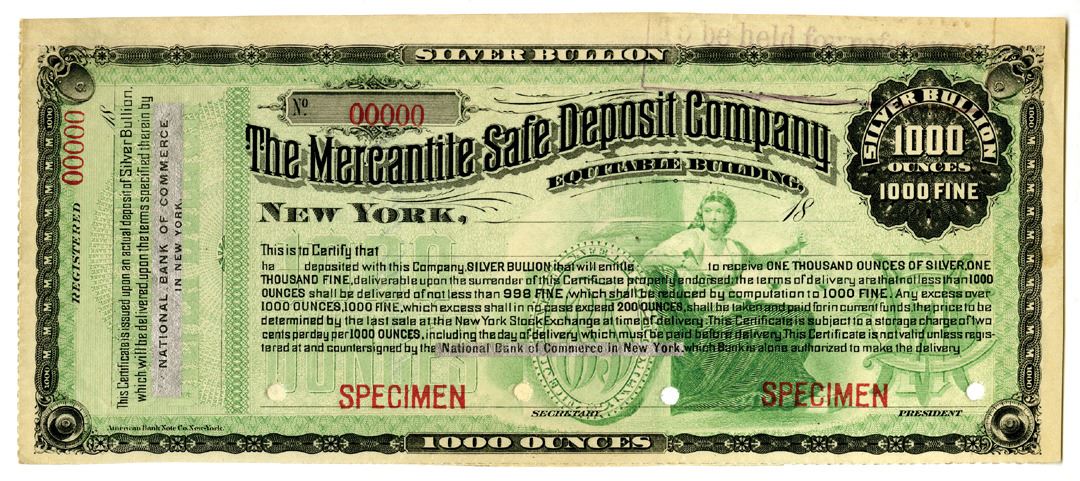 To be held for
SILVER BULLION
No 00000
The Mercantile Safe Deposit Company
EQUITABLE BUILDING,
NEW YORK, 18
SILVER BULLION
1000
OUNCES
1000 FINE
This is to Certify that
ha deposited with this Company, SILVER BULLION that will entitle to receive ONE THOUSAND OUNCES OF SILVER, ONE
THOUSAND FINE, deliverable upon the surrender of this Certificate properly endorsed, the terms of delivery are that not less than 1000
OUNCES shall be delivered of not less than 998 FINE, which shall be reduced by computation to 1000 FINE. Any excess over
1000 OUNCES, 1000 FINE, which excess shall in no case exceed 200 OUNCES, shall be taken and paid for in current funds, the price to be
determined by the last sale at the New York Stock Exchange at time of delivery. This Certificate is subject to a storage charge of two
cents per day per 1000 OUNCES, including the day of delivery which must be paid before delivery. This Certificate is not valid unless regis-
tered at and countersigned by the National Bank of Commerce in New York, which Bank is alone authorized to make the delivery
SPECIMEN SPECIMEN
SECRETARY. PRESIDENT
American Bank Note Co. New York.
1000 OUNCES
00000
REGISTERED 18
This Certificate is issued upon an actual deposit of Silver Bullion,
which will be delivered upon the terms specified therein by
NATIONAL BANK OF COMMERCE
IN NEW YORK.